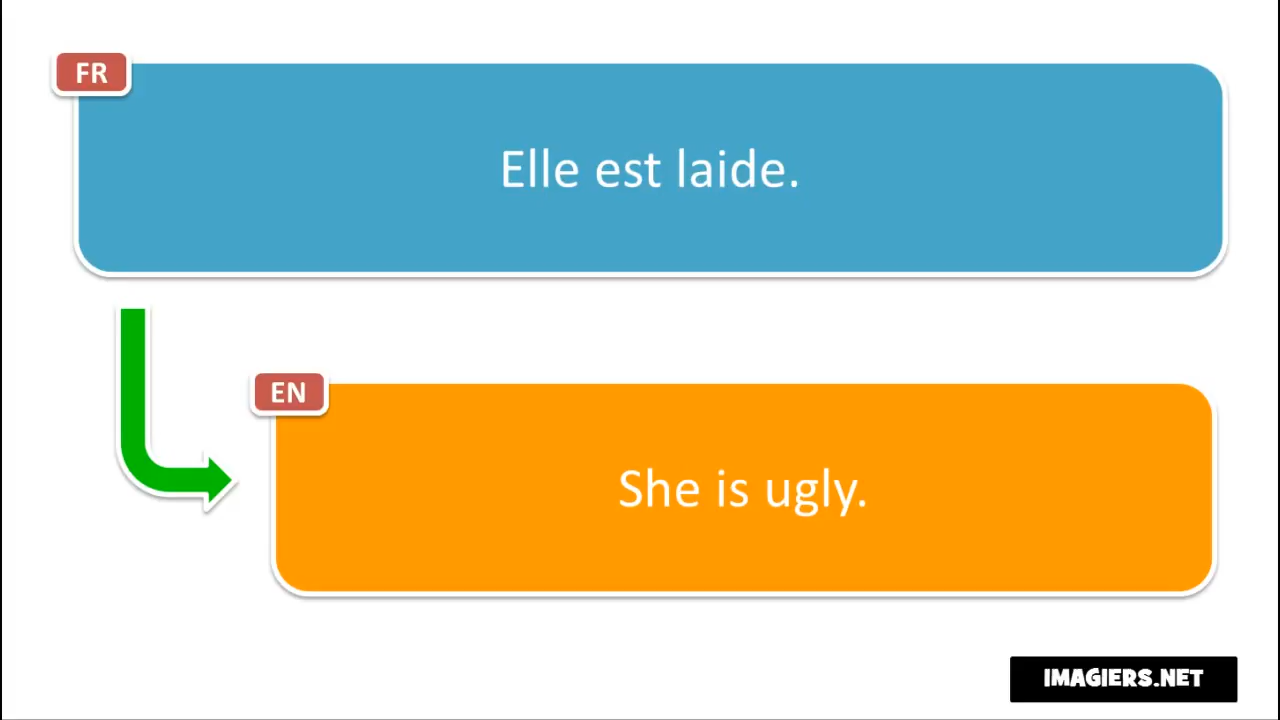 FR
Elle est laide.
EN
She is ugly.
IMAGIERS.NET